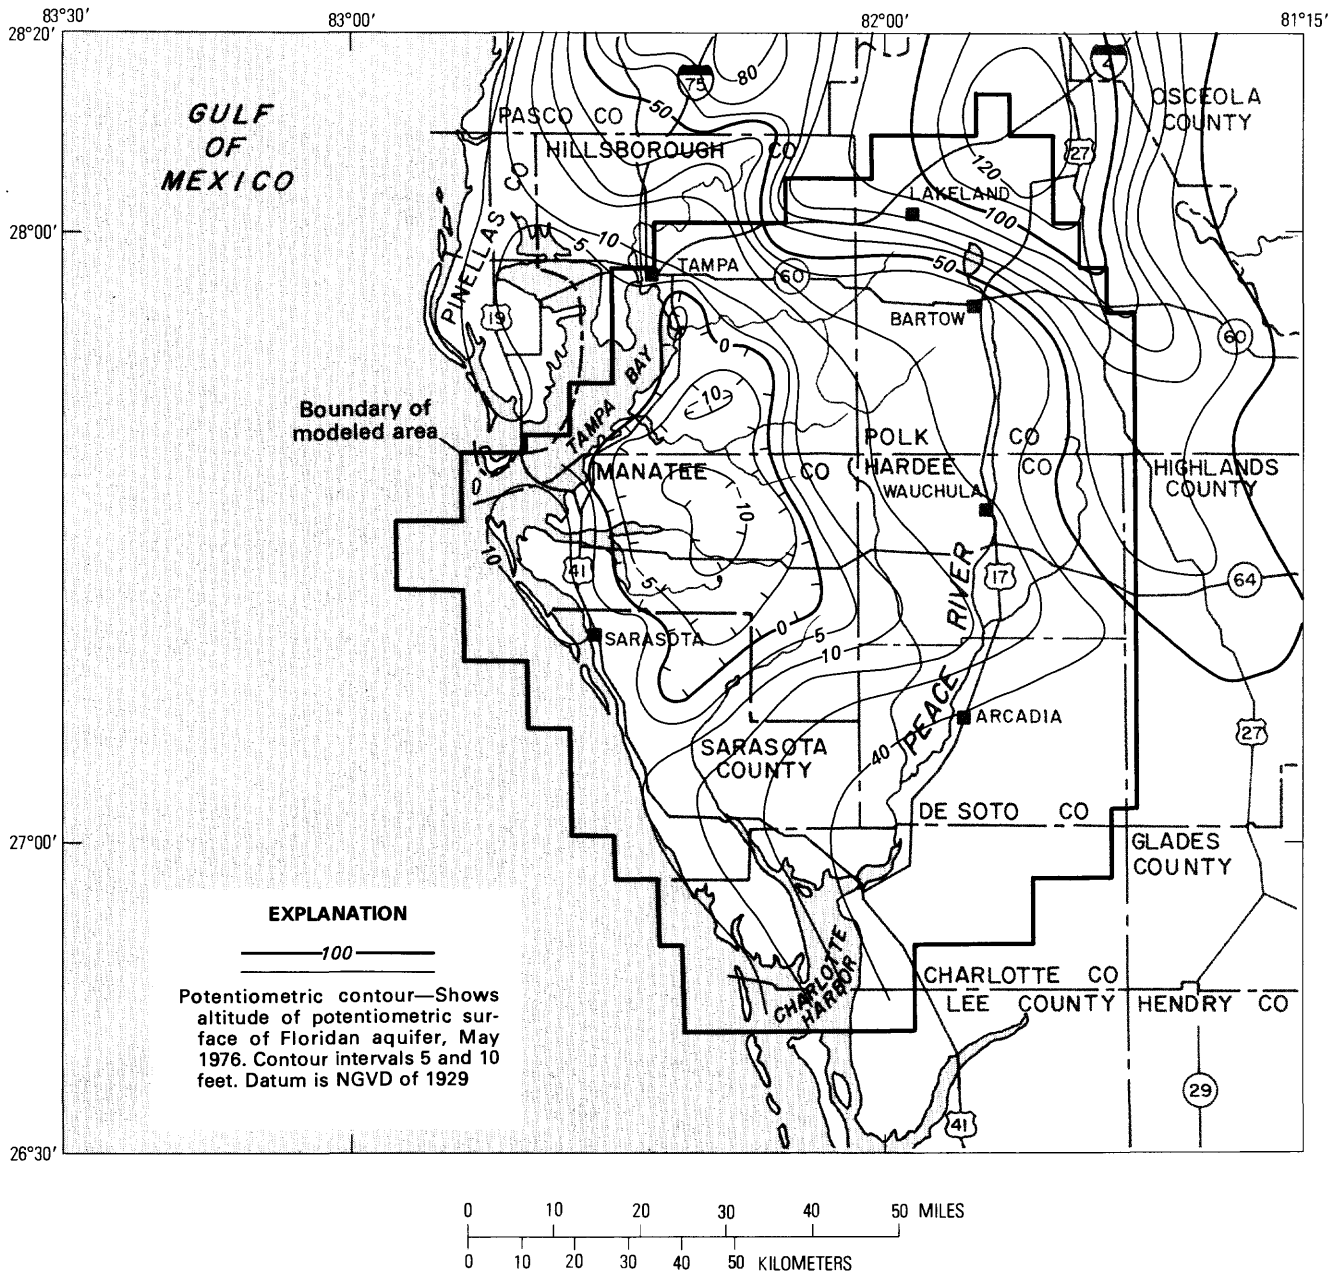 83°30′
83°00′
82°00′
81°15′
28°20′
GULF
OF
MEXICO
75
80
4
50
PASCO CO
OSCEOLA
COUNTY
HILLSBOROUGH CO
27
120
LAKELAND
100
PINELLAS CO
28°00′
5
10
TAMPA
60
50
19
BARTOW
60
0
TAMPA BAY
10
Boundary of
modeled area
POLK CO
MANATEE CO
HARDEE CO
HIGHLANDS
COUNTY
WAUCHULA
0
10
10
41
5
17
64
PEACE RIVER
SARASOTA
0
5
10
ARCADIA
27
SARASOTA
COUNTY
40
DE SOTO CO
27°00′
GLADES
COUNTY
EXPLANATION
100
Potentiometric contour—Shows
altitude of potentiometric sur-
face of Floridan aquifer, May
1976. Contour intervals 5 and 10
feet. Datum is NGVD of 1929
CHARLOTTE
HARBOR
CHARLOTTE CO
LEE COUNTY
HENDRY CO
29
41
26°30′
0 10 20 30 40 50 MILES
0 10 20 30 40 50 KILOMETERS